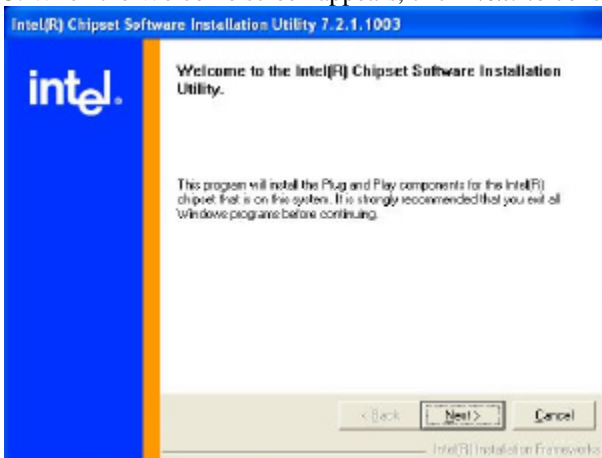 Intel(R) Chipset Software Installation Utility 7.2.1.1003
intel.
Welcome to the Intel(R) Chipset Software Installation
Utility.
This program will install the Plug and Play components for the Intel(R)
chipset that is on this system. It is strongly recommended that you exit all
Windows programs before continuing.
< Back
Next >
Cancel
Intel(R) Installation Frameworks